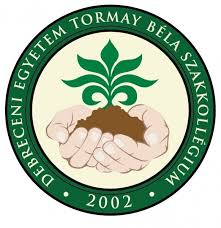 DEBRECENI EGYETEM TORMAY BÉLA SZAKKOLLÉGIUM
· 2002 ·